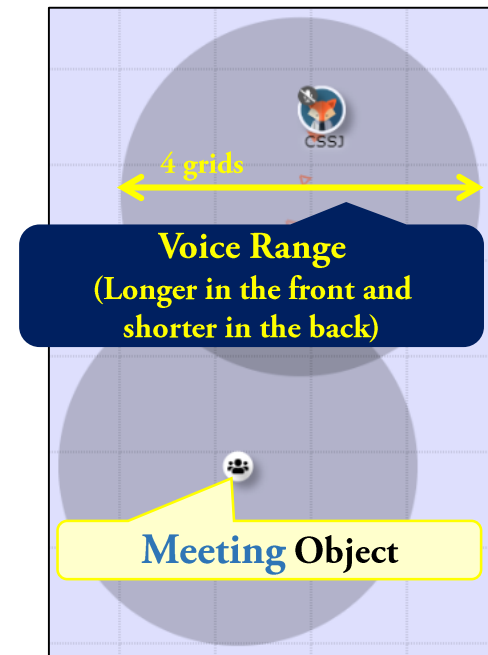 CSSJ
4 grids
Voice Range
(Longer in the front and
shorter in the back)
Meeting Object